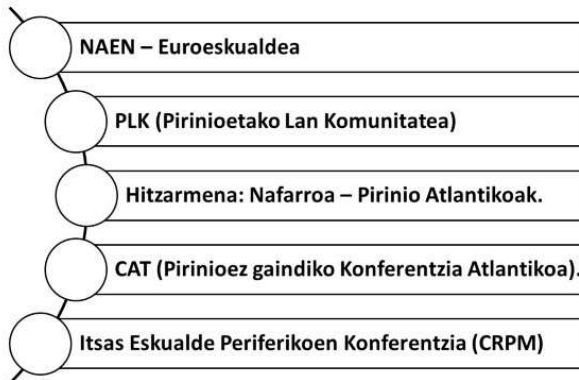 NAEN – Euroeskualdea
PLK (Pirinioetako Lan Komunitatea)
Hitzarmena: Nafarroa – Pirinio Atlantikoak.
CAT (Pirinioez gaindiko Konferentzia Atlantikoa).
Itsas Eskualde Periferikoen Konferentzia (CRPM)